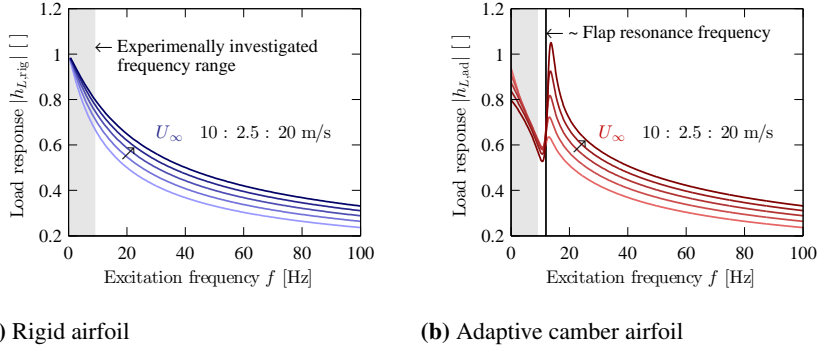 1.2
1
0.8
0.6
0.4
0.2
Load response |h_{L,rig}| [ ]
← Experimenally investigated
frequency range
U_∞ 10 : 2.5 : 20 m/s
0 20 40 60 80 100
Excitation frequency f [Hz]
) Rigid airfoil
1.2
1
0.8
0.6
0.4
0.2
Load response |h_{L,ad}| [ ]
← ~ Flap resonance frequency
U_∞ 10 : 2.5 : 20 m/s
0 20 40 60 80 100
Excitation frequency f [Hz]
(b) Adaptive camber airfoil